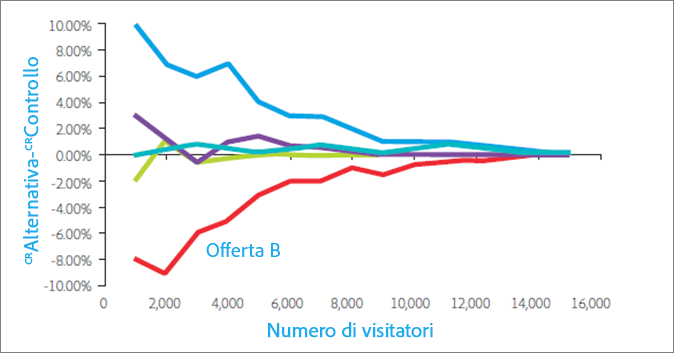 10.00%
8.00%
6.00%
4.00%
2.00%
0.00%
-2.00%
-4.00%
-6.00%
-8.00%
-10.00%
CRAlternativa-CRControllo
Offerta B
0 2,000 4,000 6,000 8,000 10,000 12,000 14,000 16,000
Numero di visitatori